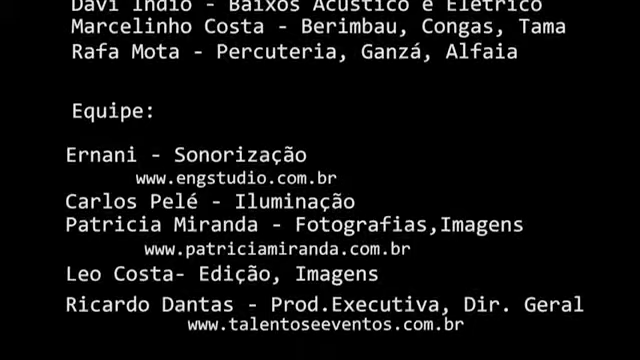 Davi Índio - Baixos Acústico e Elétrico
Marcelinho Costa - Berimbau, Congas, Tama
Rafa Mota - Percuteria, Ganzá, Alfaia
Equipe:
Ernani - Sonorização
www.engstudio.com.br
Carlos Pelé - Iluminação
Patricia Miranda - Fotografias,Imagens
www.patriciamiranda.com.br
Leo Costa- Edição, Imagens
Ricardo Dantas - Prod.Executiva, Dir. Geral
www.talentoseeventos.com.br